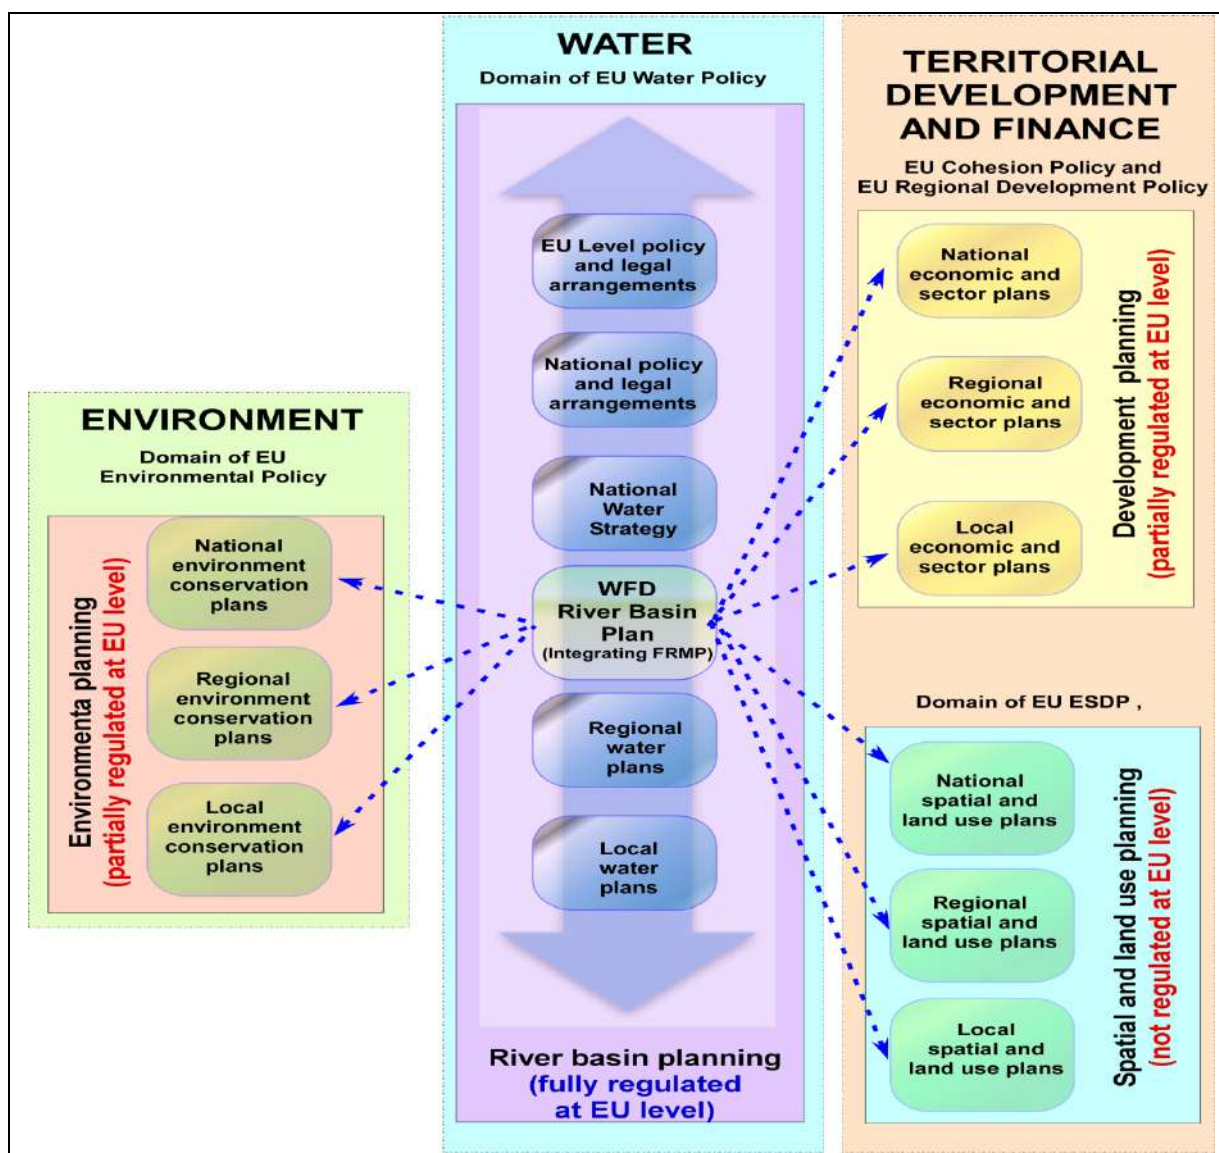 WATER
Domain of EU Water Policy
EU Level policy
and legal
arrangements
National policy
and legal
arrangements
National
Water
Strategy
WFD
River Basin
Plan
(Integrating FRMP)
Regional
water
plans
Local
water
plans
River basin planning
(fully regulated
at EU level)
ENVIRONMENT
Domain of EU
Environmental Policy
National
environment
conservation
plans
Regional
environment
conservation
plans
Local
environment
conservation
plans
Environmenta planning
(partially regulated at EU level)
TERRITORIAL
DEVELOPMENT
AND FINANCE
EU Cohesion Policy and
EU Regional Development Policy
National
economic and
sector plans
Regional
economic and
sector plans
Local
economic and
sector plans
Development planning
(partially regulated at EU level)
Domain of EU ESDP ,
National
spatial and
land use plans
Regional
spatial and
land use plans
Local
spatial and
land use plans
Spatial and land use planning
(not regulated at EU level)